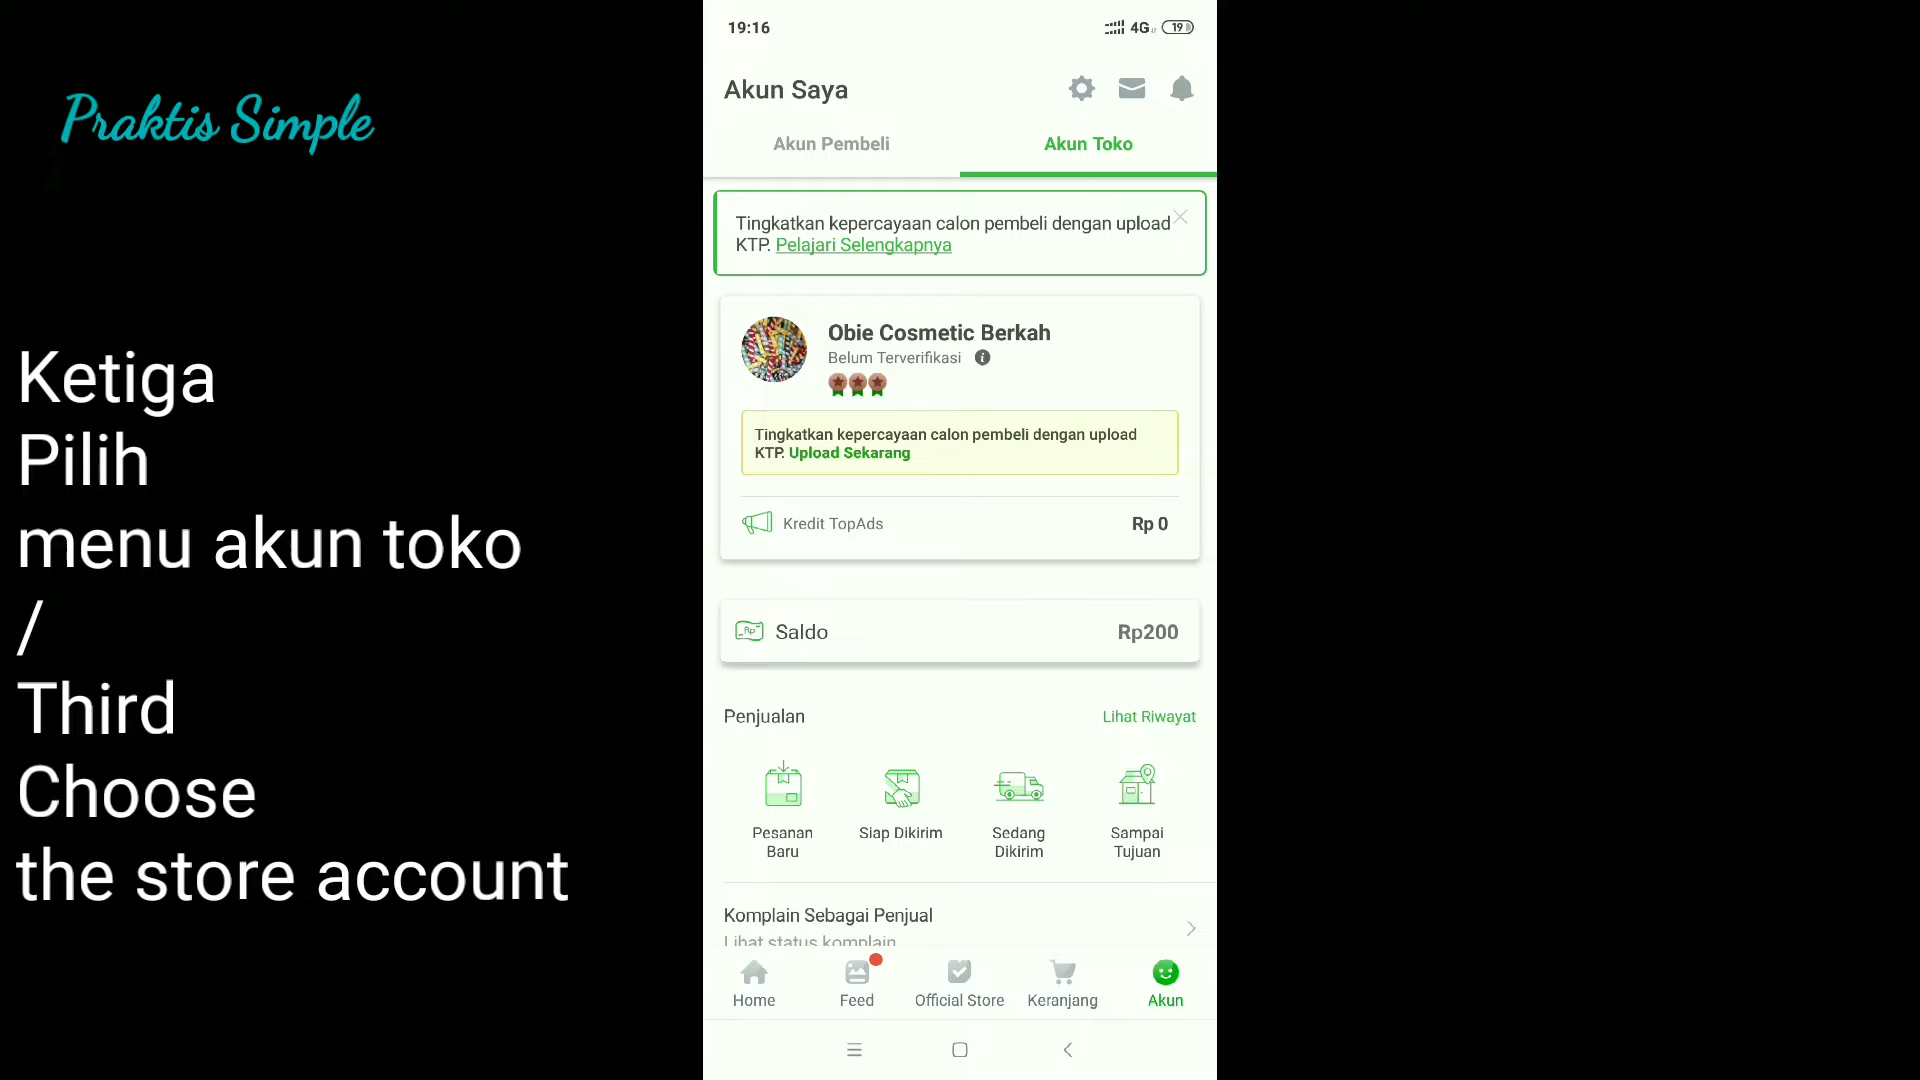 Praktis Simple
Ketiga
Pilih
menu akun toko
/
Third
Choose
the store account
19:16
4G
19
Akun Saya
Akun Pembeli
Akun Toko
Tingkatkan kepercayaan calon pembeli dengan upload
KTP. Pelajari Selengkapnya
Obie Cosmetic Berkah
Belum Terverifikasi
Tingkatkan kepercayaan calon pembeli dengan upload
KTP. Upload Sekarang
Kredit TopAds
Rp 0
Rp
Saldo
Rp200
Penjualan
Lihat Riwayat
Pesanan
Baru
Siap Dikirim
Sedang
Dikirim
Sampai
Tujuan
Komplain Sebagai Penjual
Lihat status komplain
Home
Feed
Official Store
Keranjang
Akun